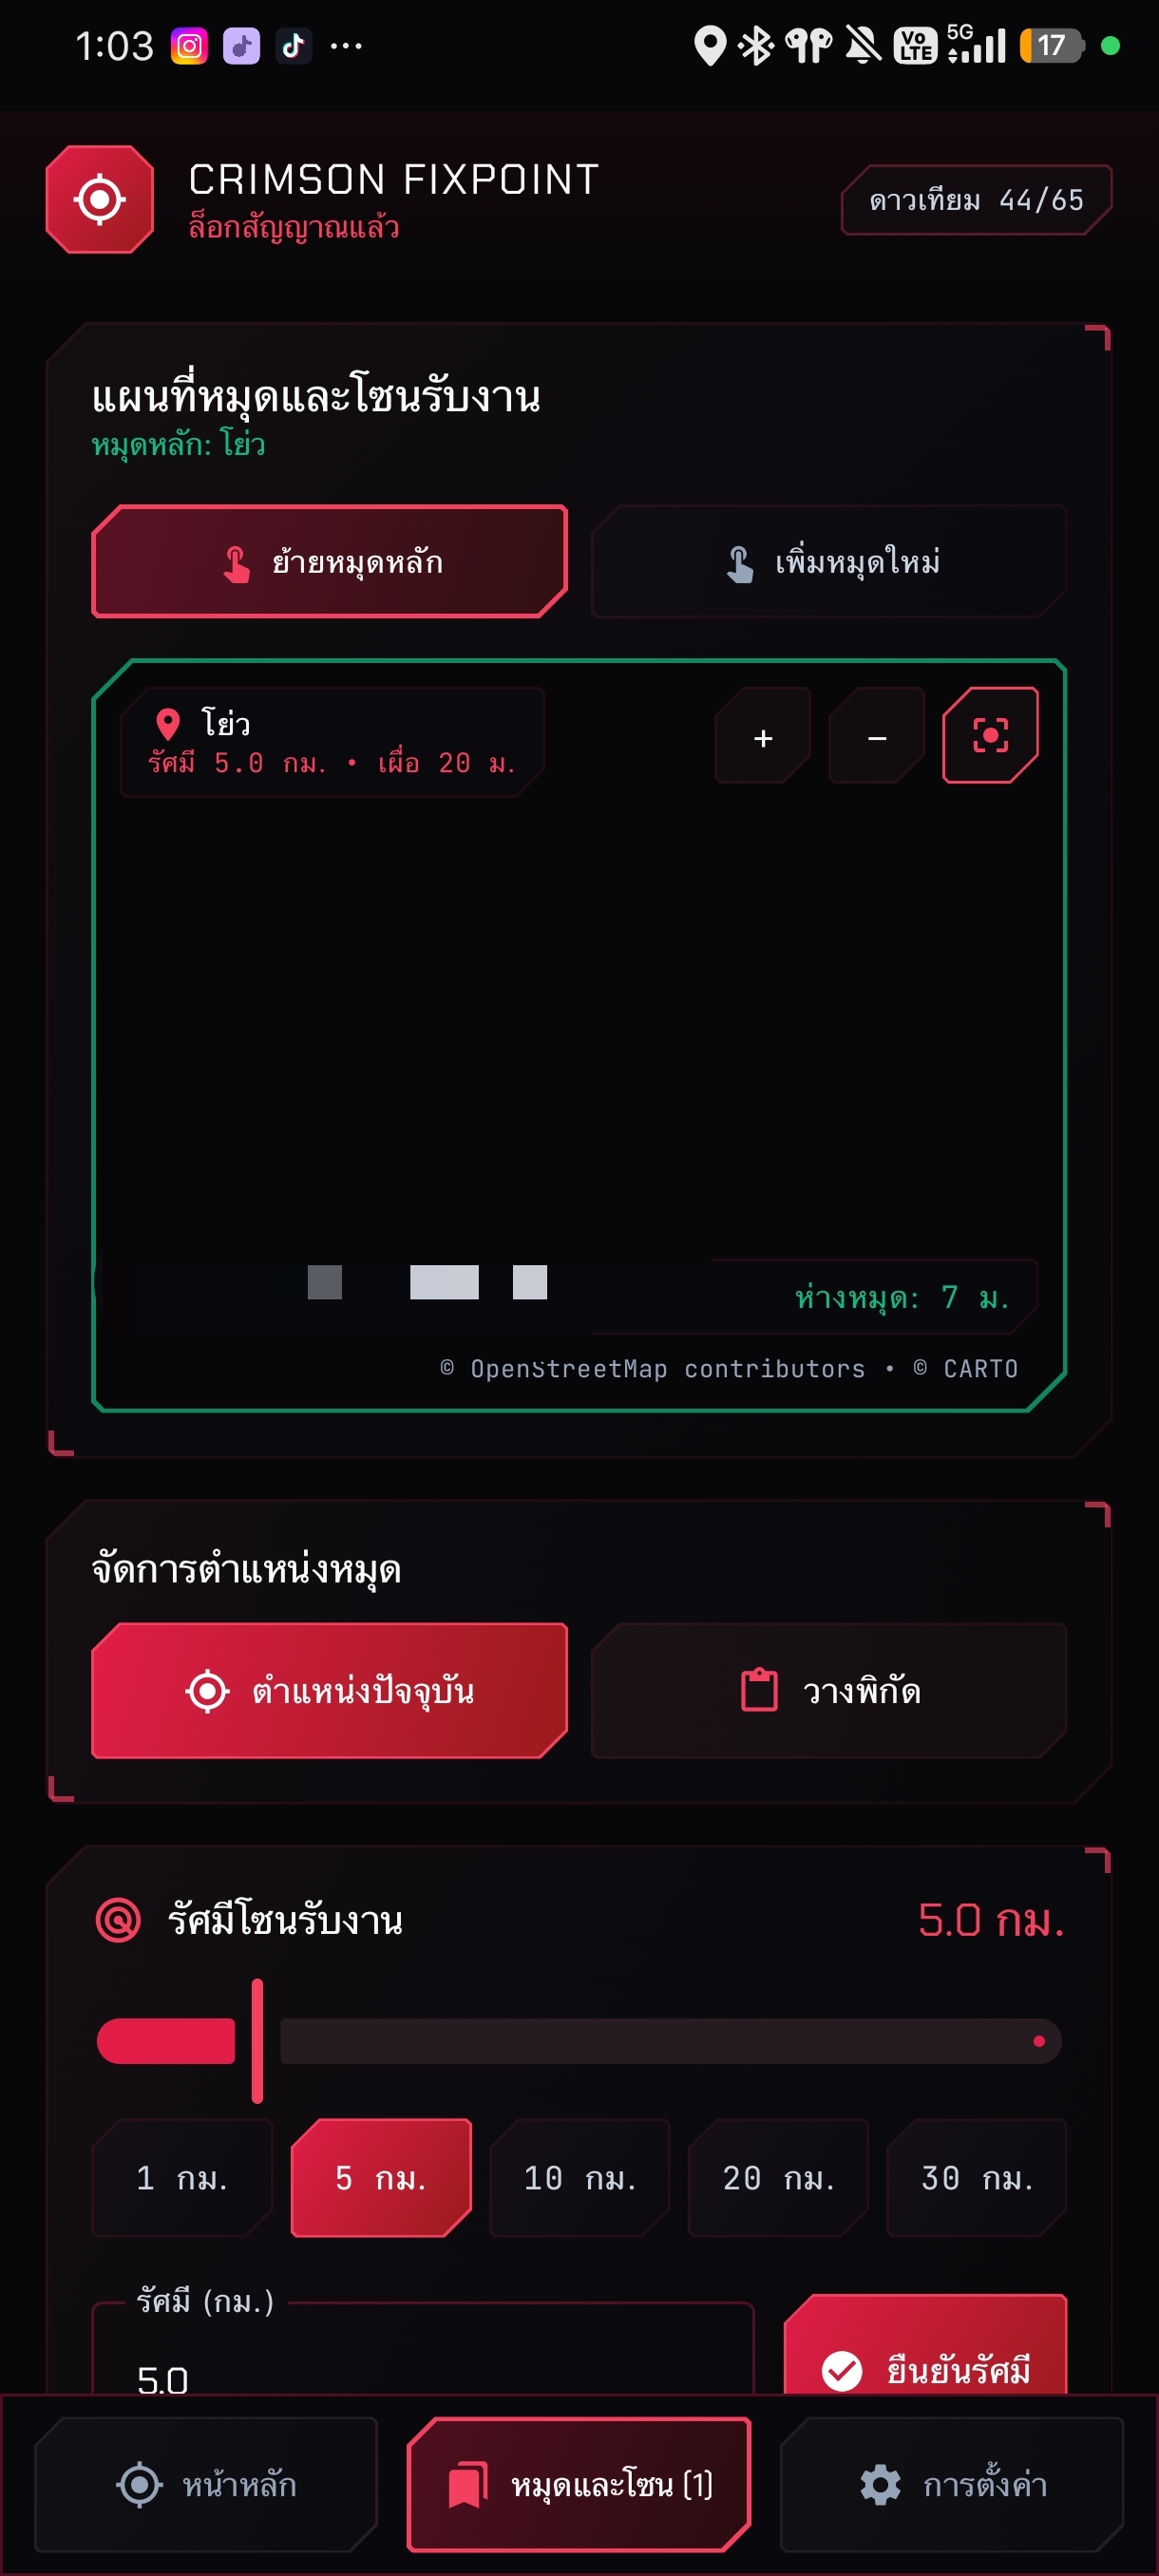 1:03
Vo LTE 5G 17
CRIMSON FIXPOINT
ล็อกสัญญาณแล้ว
ดาวเทียม 44/65
แผนที่หมุดและโซนรับงาน
หมุดหลัก: โย่ว
ย้ายหมุดหลัก
เพิ่มหมุดใหม่
โย่ว
รัศมี 5.0 กม. • เผื่อ 20 ม.
+ −
ห่างหมุด: 7 ม.
© OpenStreetMap contributors • © CARTO
จัดการตำแหน่งหมุด
ตำแหน่งปัจจุบัน
วางพิกัด
รัศมีโซนรับงาน
5.0 กม.
1 กม.
5 กม.
10 กม.
20 กม.
30 กม.
รัศมี (กม.)
5.0
ยืนยันรัศมี
หน้าหลัก
หมุดและโซน (1)
การตั้งค่า